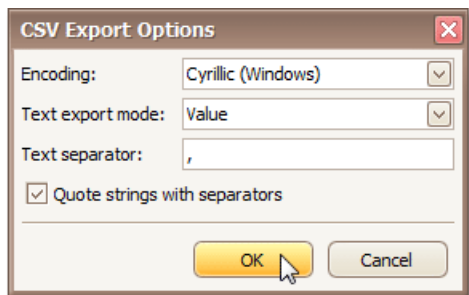 CSV Export Options
Encoding: Cyrillic (Windows)
Text export mode: Value
Text separator: ,
Quote strings with separators
OK Cancel